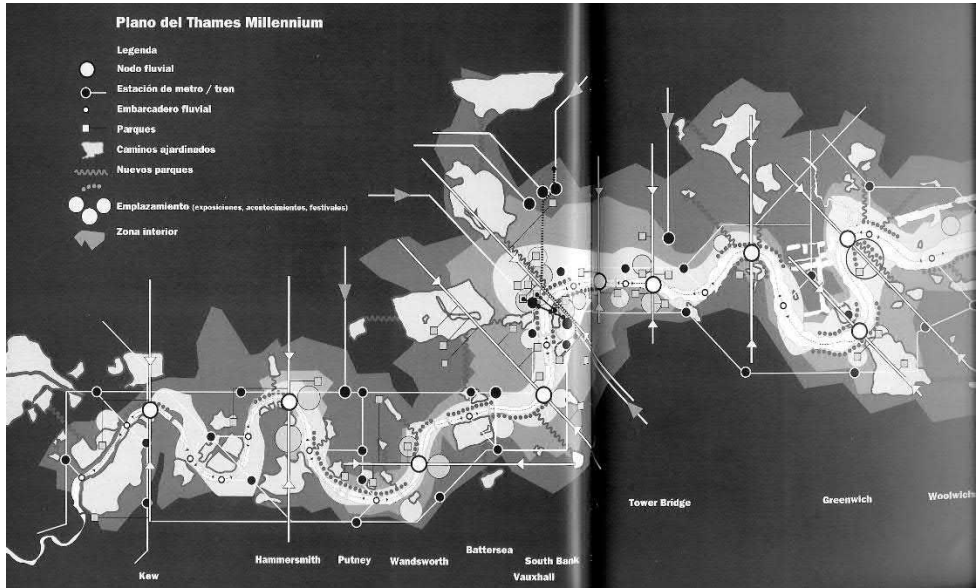 Plano del Thames Millennium
Legenda
Nodo fluvial
Estación de metro / tren
Embarcadero fluvial
Parques
Caminos ajardinados
Nuevos parques
Emplazamiento (exposiciones, acontecimientos, festivales)
Zona interior
Tower Bridge
Greenwich
Woolwich
Hammersmith
Putney
Wandsworth
Battersea
South Bank
Vauxhall
Kew